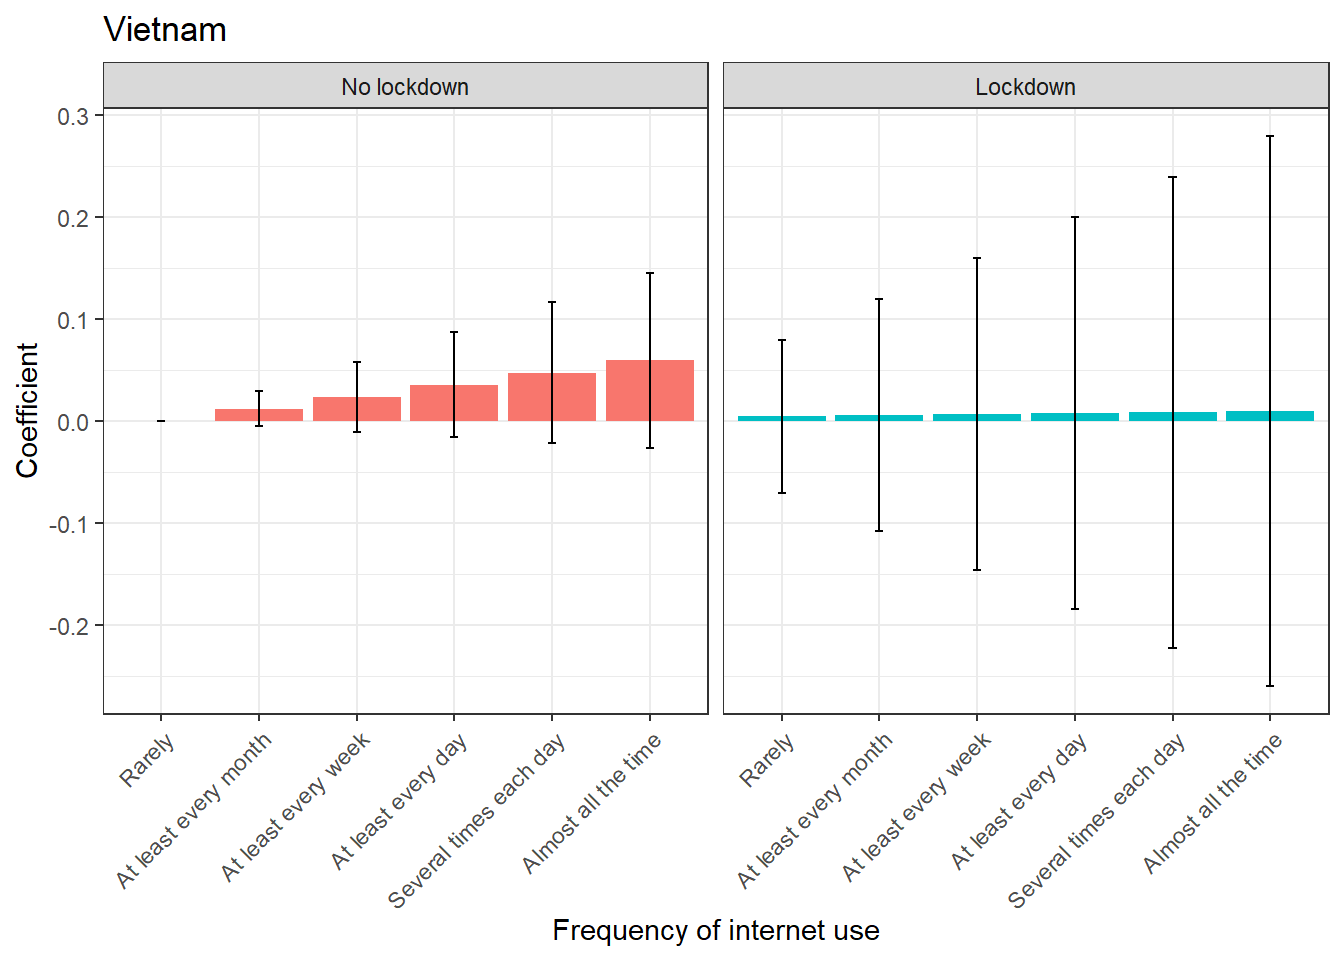 Vietnam
No lockdown
Lockdown
Coefficient
0.3
0.2
0.1
0.0
-0.1
-0.2
Rarely
At least every month
At least every week
At least every day
Several times each day
Almost all the time
Rarely
At least every month
At least every week
At least every day
Several times each day
Almost all the time
Frequency of internet use